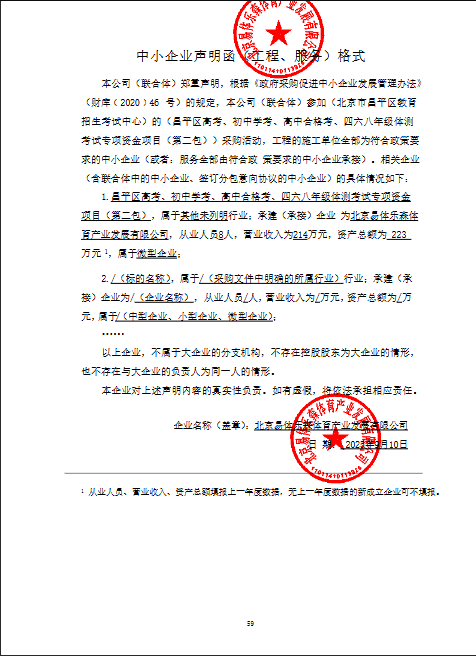 中小企业声明函（工程、服务）格式
本公司（联合体）郑重声明，根据《政府采购促进中小企业发展管理办法》
（财库﹝2020﹞46 号）的规定，本公司（联合体）参加（北京市昌平区教育
招生考试中心）的（昌平区高考、初中学考、高中合格考、四六八年级体测
考试专项资金项目（第二包））采购活动，工程的施工单位全部为符合政策要
求的中小企业（或者：服务全部由符合政 策要求的中小企业承接）。相关企业
（含联合体中的中小企业、签订分包意向协议的中小企业）的具体情况如下：
1. 昌平区高考、初中学考、高中合格考、四六八年级体测考试专项资金
项目（第二包），属于其他未列明行业；承建（承接）企业 为北京易体乐森体
育产业发展有限公司，从业人员8人，营业收入为214万元，资产总额为 223
万元 1，属于微型企业；
2. /（标的名称），属于/（采购文件中明确的所属行业）行业；承建（承
接）企业为/（企业名称），从业人员/人，营业收入为/万元，资产总额为/万
元，属于/（中型企业、小型企业、微型企业）；
……
以上企业，不属于大企业的分支机构，不存在控股股东为大企业的情形，
也不存在与大企业的负责人为同一人的情形。
本企业对上述声明内容的真实性负责。如有虚假，将依法承担相应责任。
企业名称（盖章）：北京易体乐森体育产业发展有限公司
日 期：
月10日
1 从业人员、营业收入、资产总额填报上一年度数据，无上一年度数据的新成立企业可不填报。
59